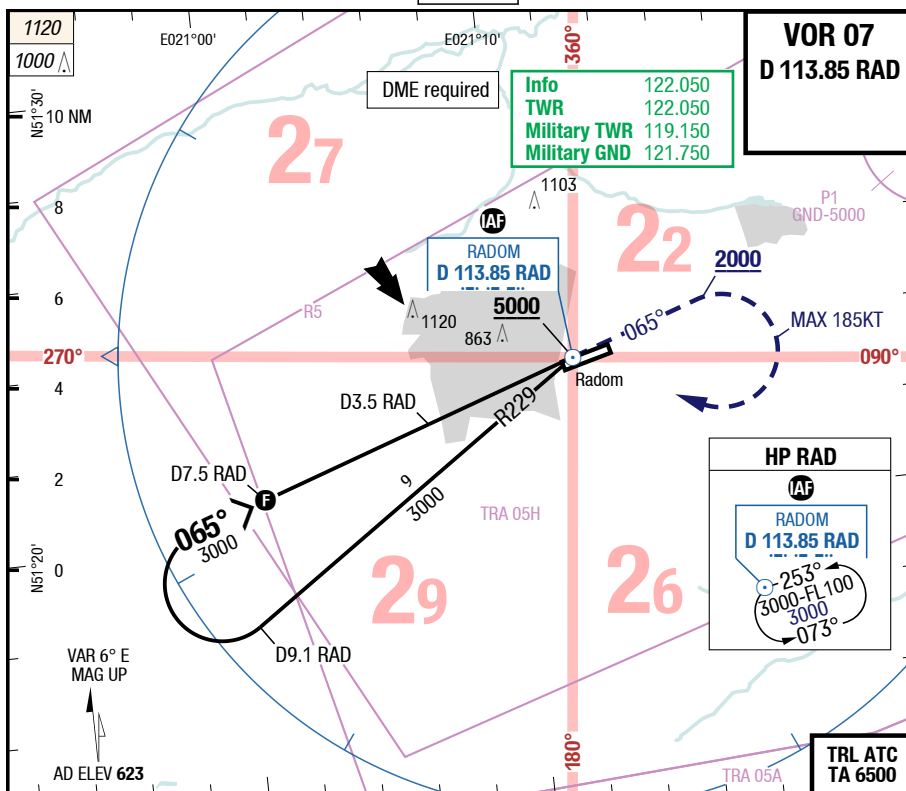 1120
1000
E021°00'
E021°10'
360°
VOR 07
D 113.85 RAD
DME required
Info 122.050
TWR 122.050
Military TWR 119.150
Military GND 121.750
N51°30'
10 NM
27
8
1103
P1
GND-5000
IAF
RADOM
D 113.85 RAD
22
2000
6
R5
1120
863
5000
065°
MAX 185KT
270°
090°
4
Radom
D3.5 RAD
R229
HP RAD
IAF
RADOM
D 113.85 RAD
253°
3000-FL100
3000
073°
2
D7.5 RAD
F
9
3000
TRA 05H
065°
3000
N51°20'
0
29
26
D9.1 RAD
VAR 6° E
MAG UP
AD ELEV 623
180°
TRA 05A
TRL ATC
TA 6500